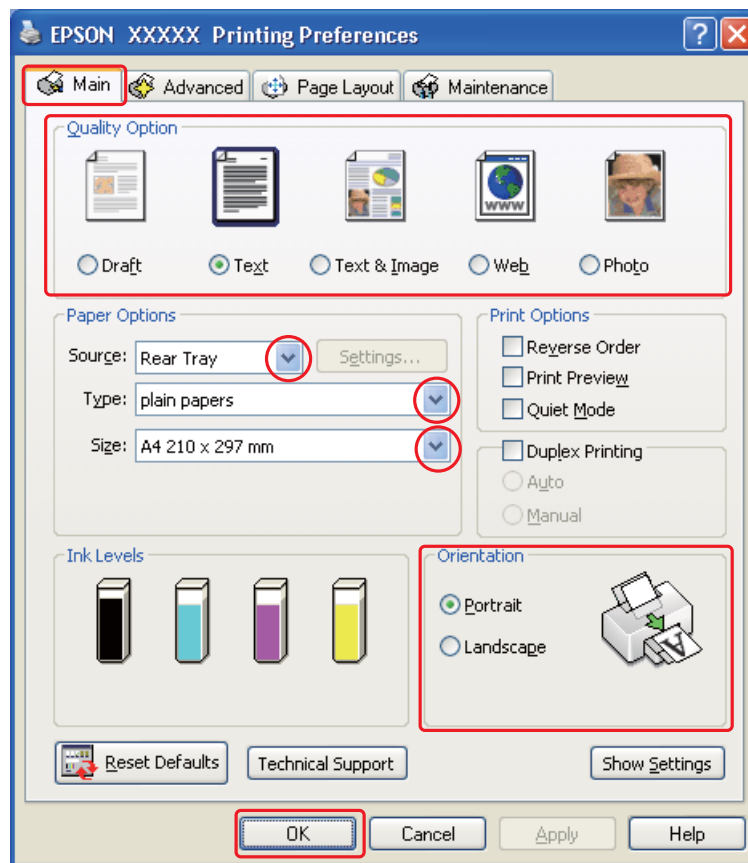 EPSON XXXXX Printing Preferences
Main
Advanced
Page Layout
Maintenance
Quality Option
WWW
Draft
Text
Text & Image
Web
Photo
Paper Options
Source:
Rear Tray
Settings...
Type:
plain papers
Size:
A4 210 x 297 mm
Print Options
Reverse Order
Print Preview
Quiet Mode
Duplex Printing
Auto
Manual
Ink Levels
Orientation
Portrait
Landscape
A
Reset Defaults
Technical Support
Show Settings
OK
Cancel
Apply
Help